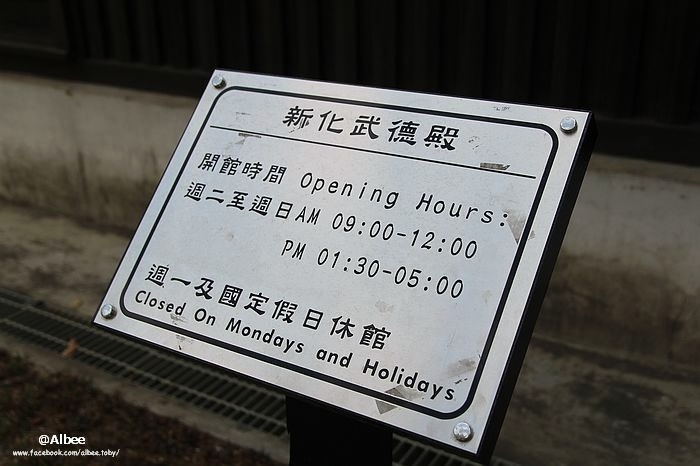 新化武德殿
開館時間 Opening Hours:
週二至週日AM 09:00-12:00
PM 01:30-05:00
週一及國定假日休館
Closed On Mondays and Holidays
@Albee
www.facebook.com/albee.toby/